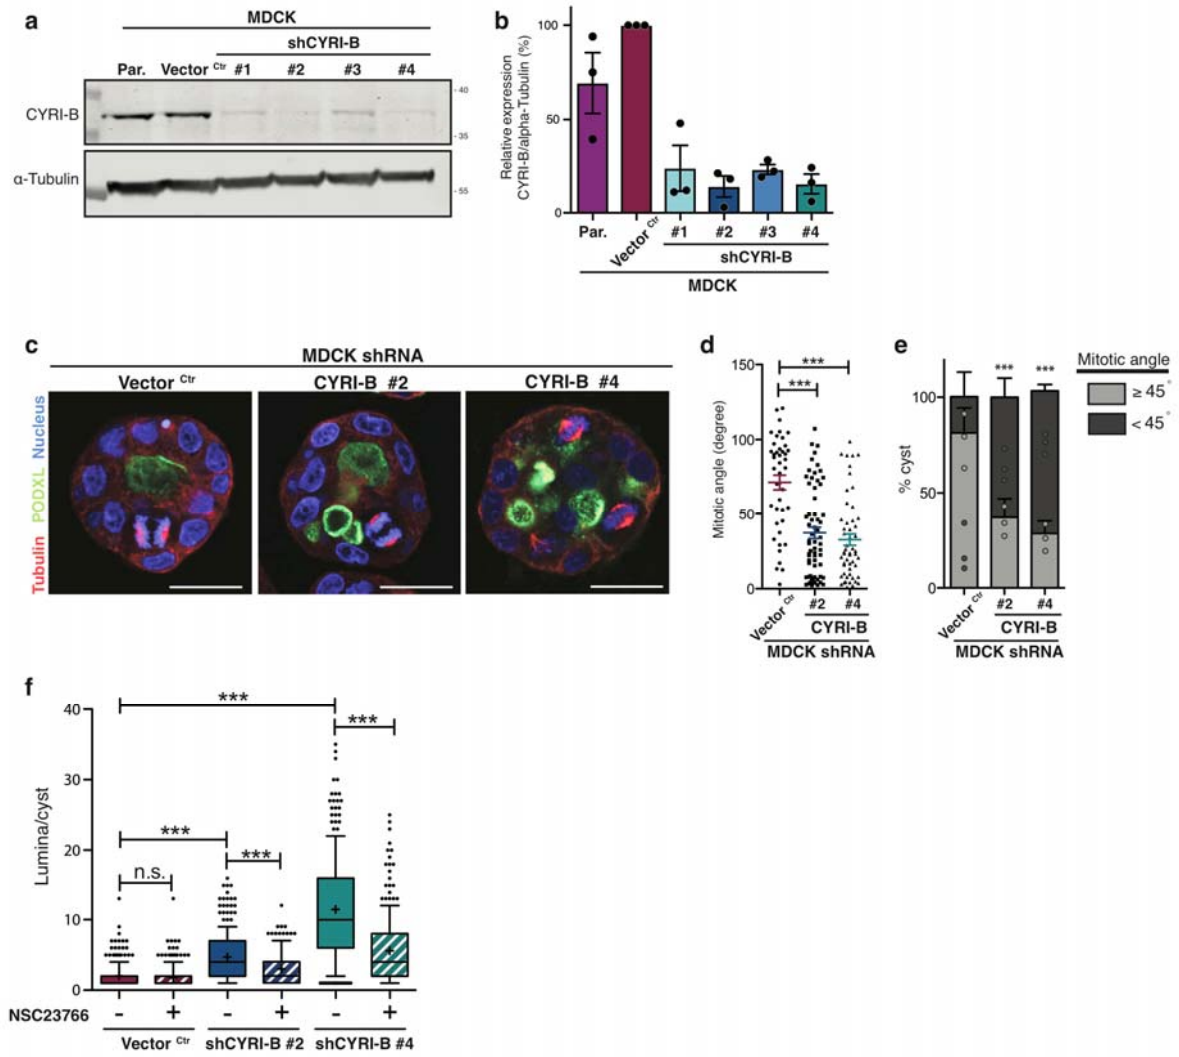 a
MDCK
shCYRI-B
Par. Vector Ctr #1 #2 #3 #4
CYRI-B
- 40
- 35
α-Tubulin
- 55
b
Relative expression
CYRI-B/alpha-Tubulin (%)
100
50
0
Par. Vector Ctr #1 #2 #3 #4
shCYRI-B
MDCK
c
MDCK shRNA
Vector Ctr CYRI-B #2 CYRI-B #4
Tubulin PODXL Nucleus
d
Mitotic angle (degree)
150
100
50
0
***
***
Vector Ctr #2 #4
CYRI-B
MDCK shRNA
e
% cyst
100
50
0
*** ***
Vector Ctr #2 #4
CYRI-B
MDCK shRNA
Mitotic angle
≥ 45°
< 45°
f
Lumina/cyst
40
30
20
10
0
***
***
***
***
n.s.
NSC23766 - + - + - +
Vector Ctr shCYRI-B #2 shCYRI-B #4